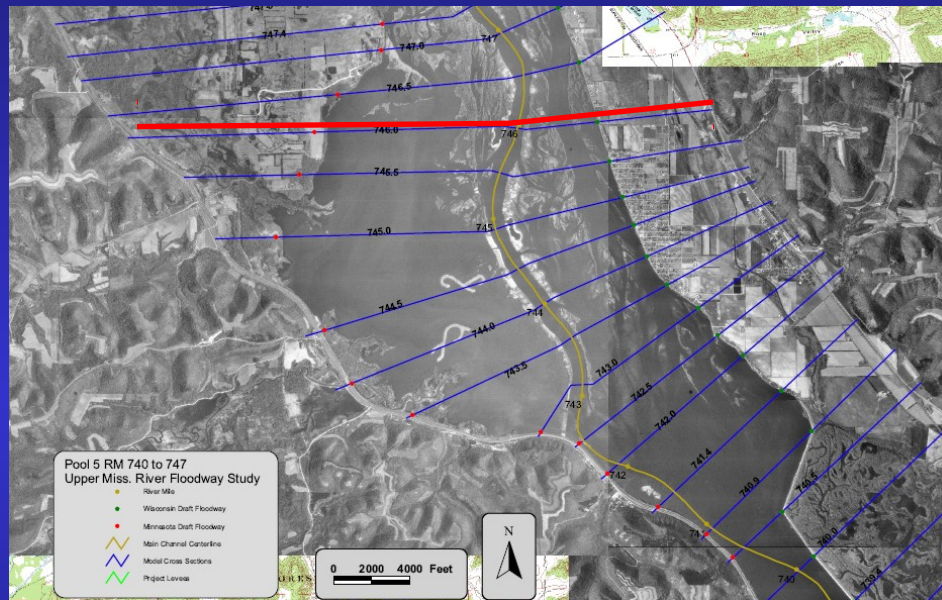 747.4
747.0
747
746.5
746.0
746
745.5
745.0
745
744.5
744.0
744
743.5
743.0
743
742.5
742.0
742
741.4
740.9
740.5
740.0
740
739.4
Pool 5 RM 740 to 747
Upper Miss. River Floodway Study
River Mile
Wisconsin Draft Floodway
Minnesota Draft Floodway
Main Channel Centerline
Model Cross Sections
Project Levees
0 2000 4000 Feet
N